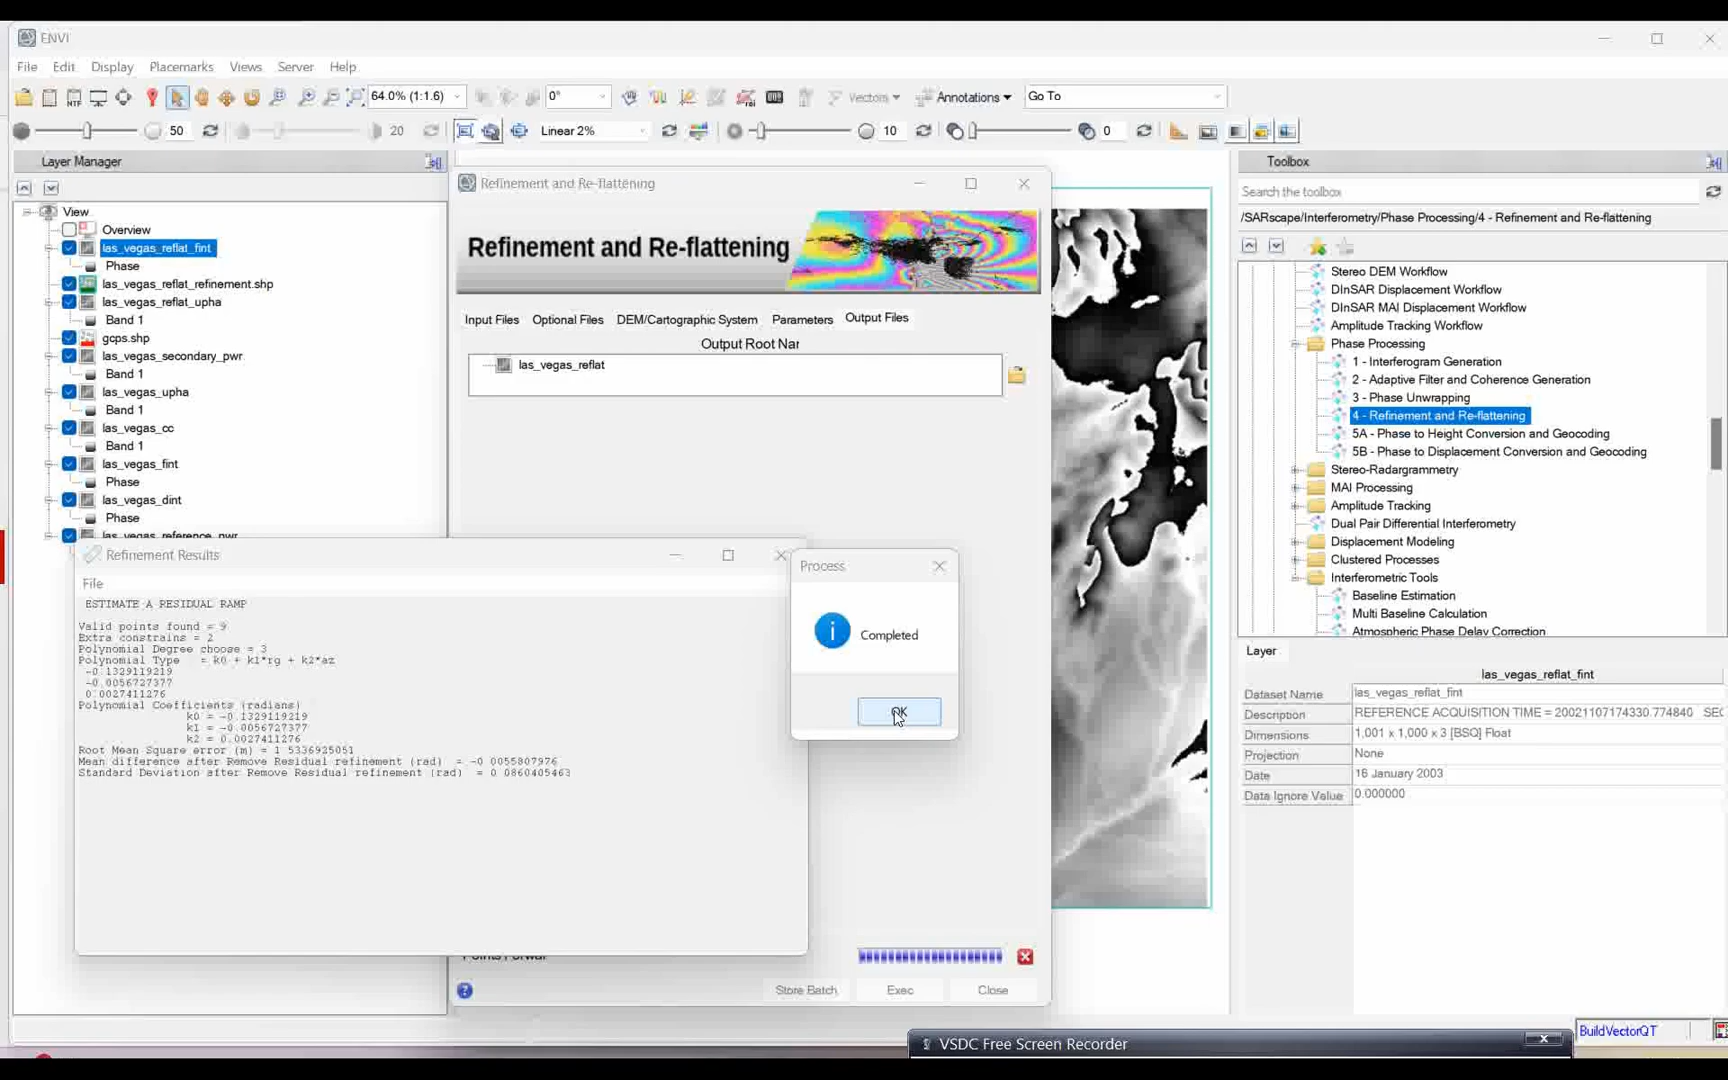 ENVI
File Edit Display Placemarks Views Server Help
64.0% (1:1.6) 0° Vectors Annotations Go To
50 20 Linear 2% 10 0
Layer Manager
View
Overview
las_vegas_reflat_fint
Phase
las_vegas_reflat_refinement.shp
las_vegas_reflat_upha
Band 1
gcps.shp
las_vegas_secondary_pwr
Band 1
las_vegas_upha
Band 1
las_vegas_cc
Band 1
las_vegas_fint
Phase
las_vegas_dint
Phase
las_vegas_reference_pwr
Refinement and Re-flattening
Refinement and Re-flattening
Input Files Optional Files DEM/Cartographic System Parameters Output Files
Output Root Nar
las_vegas_reflat
Store Batch Exec Close
Refinement Results
File
ESTIMATE A RESIDUAL RAMP
Valid points found = 9
Extra constrains = 2
Polynomial Degree choose = 3
Polynomial Type = k0 + k1*rg + k2*az
-0.1329119219
-0.0056727377
0.0027411276
Polynomial Coefficients (radians)
k0 = -0.1329119219
k1 = -0.0056727377
k2 = 0.0027411276
Root Mean Square error (m) = 1.5336925051
Mean difference after Remove Residual refinement (rad) = -0.0055807976
Standard Deviation after Remove Residual refinement (rad) = 0.0860405463
Process
Completed
OK
Toolbox
Search the toolbox
/SARscape/Interferometry/Phase Processing/4 - Refinement and Re-flattening
Stereo DEM Workflow
DInSAR Displacement Workflow
DInSAR MAI Displacement Workflow
Amplitude Tracking Workflow
Phase Processing
1 - Interferogram Generation
2 - Adaptive Filter and Coherence Generation
3 - Phase Unwrapping
4 - Refinement and Re-flattening
5A - Phase to Height Conversion and Geocoding
5B - Phase to Displacement Conversion and Geocoding
Stereo-Radargrammetry
MAI Processing
Amplitude Tracking
Dual Pair Differential Interferometry
Displacement Modeling
Clustered Processes
Interferometric Tools
Baseline Estimation
Multi Baseline Calculation
Atmospheric Phase Delay Correction
Layer
las_vegas_reflat_fint
Dataset Name las_vegas_reflat_fint
Description REFERENCE ACQUISITION TIME = 20021107174330.774840 SEC
Dimensions 1,001 x 1,000 x 3 [BSQ] Float
Projection None
Date 16 January 2003
Data Ignore Value 0.000000
BuildVectorQT
VSDC Free Screen Recorder